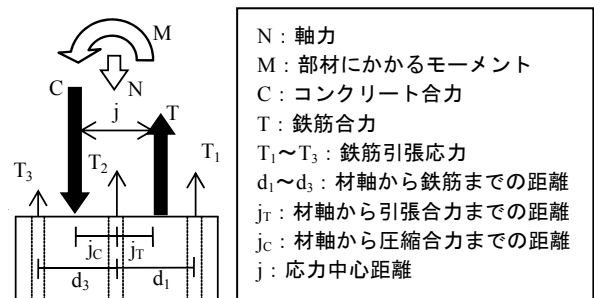 M
N
C
j
T
T₃
T₂
T₁
jC
jT
d₃
d₁
N：軸力
M：部材にかかるモーメント
C：コンクリート合力
T：鉄筋合力
T₁～T₃：鉄筋引張応力
d₁～d₃：材軸から鉄筋までの距離
jT：材軸から引張合力までの距離
jC：材軸から圧縮合力までの距離
j：応力中心距離